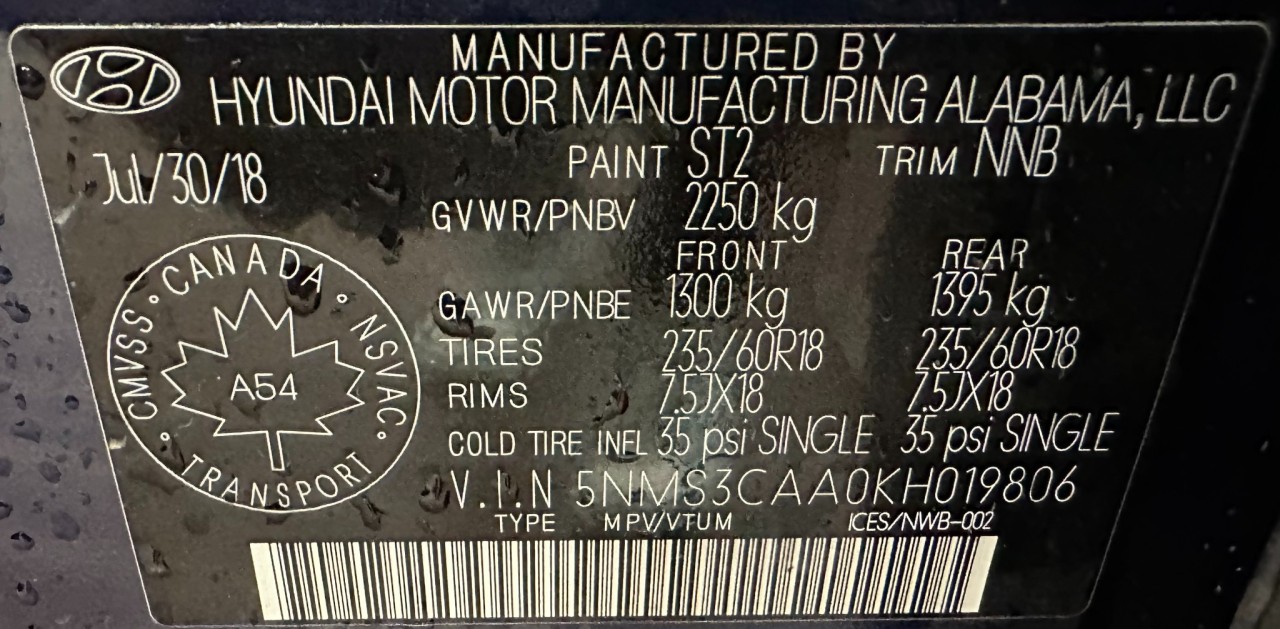 MANUFACTURED BY
HYUNDAI MOTOR MANUFACTURING ALABAMA, LLC
Jul/30/18
PAINT ST2 TRIM NNB
GVWR/PNBV 2250 kg
FRONT REAR
GAWR/PNBE 1300 kg 1395 kg
TIRES 235/60R18 235/60R18
RIMS 7.5JX18 7.5JX18
COLD TIRE INFL 35 psi SINGLE 35 psi SINGLE
V.I.N 5NMS3CAA0KH019806
TYPE MPV/VTUM ICES/NWB-002
CMVSS • CANADA • NSVAC •
TRANSPORT
A54